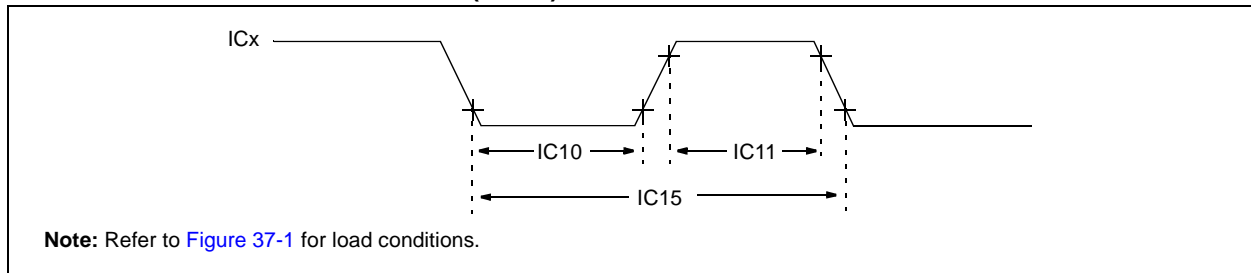 ICx
IC10
IC11
IC15
Note: Refer to Figure 37-1 for load conditions.